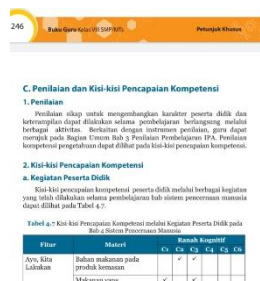 246
Buku Guru Kelas VIII SMP/MTs
Petunjuk Khusus
C. Penilaian dan Kisi-kisi Pencapaian Kompetensi
1. Penilaian
Penilaian sikap untuk mengembangkan karakter peserta didik dan
keterampilan dapat dilakukan selama pembelajaran berlangsung melalui
berbagai aktivitas. Berkaitan dengan instrumen penilaian, guru dapat
merujuk pada Bagian Umum Bab 3 Penilaian Pembelajaran IPA. Penilaian
kompetensi pengetahuan dapat dilihat pada kisi-kisi pencapaian kompetensi.
2. Kisi-kisi Pencapaian Kompetensi
a. Kegiatan Peserta Didik
Kisi-kisi pencapaian kompetensi peserta didik melalui berbagai kegiatan
yang telah dilakukan selama pembelajaran bab sistem pencernaan manusia
dapat dilihat pada Tabel 4.7.
Tabel 4.7 Kisi-kisi Pencapaian Kompetensi melalui Kegiatan Peserta Didik pada
Bab 4 Sistem Pencernaan Manusia
Fitur Materi Ranah Kognitif
C1 C2 C3 C4 C5 C6
Ayo, Kita Bahan makanan pada ✓ ✓
Lakukan produk kemasan
Makanan yang ✓ ✓